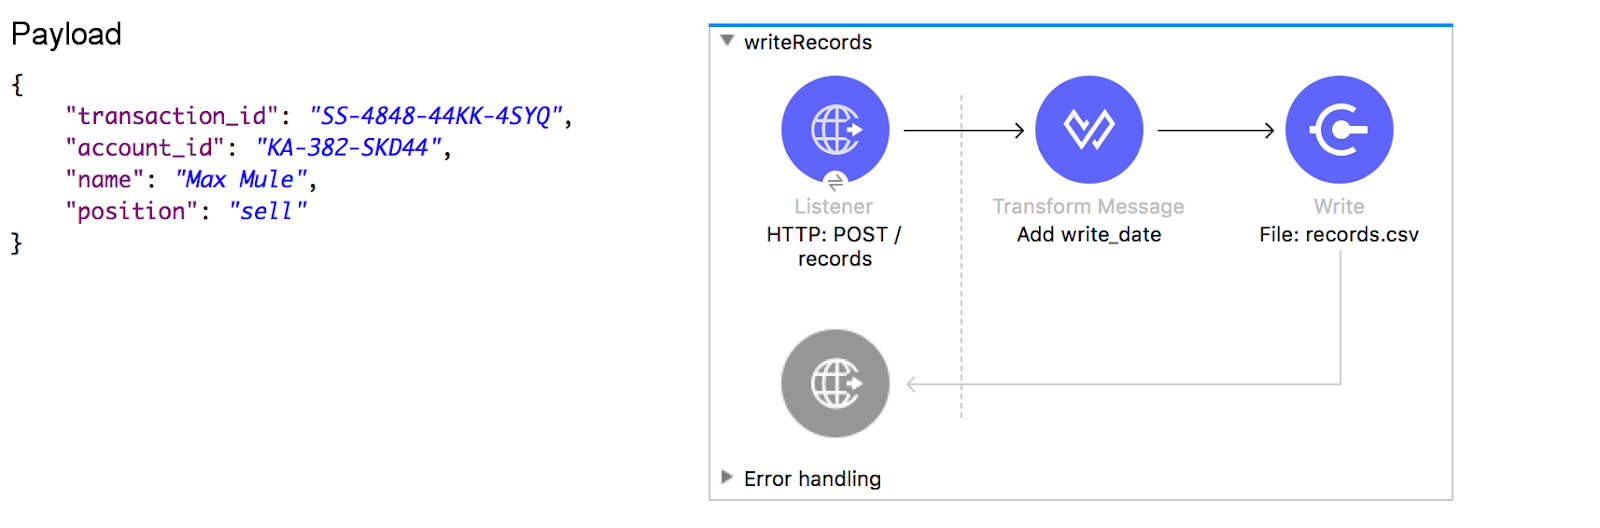 Payload
{
"transaction_id": "SS-4848-44KK-4SYQ",
"account_id": "KA-382-SKD44",
"name": "Max Mule",
"position": "sell"
}
writeRecords
Listener
HTTP: POST /
records
Transform Message
Add write_date
Write
File: records.csv
Error handling